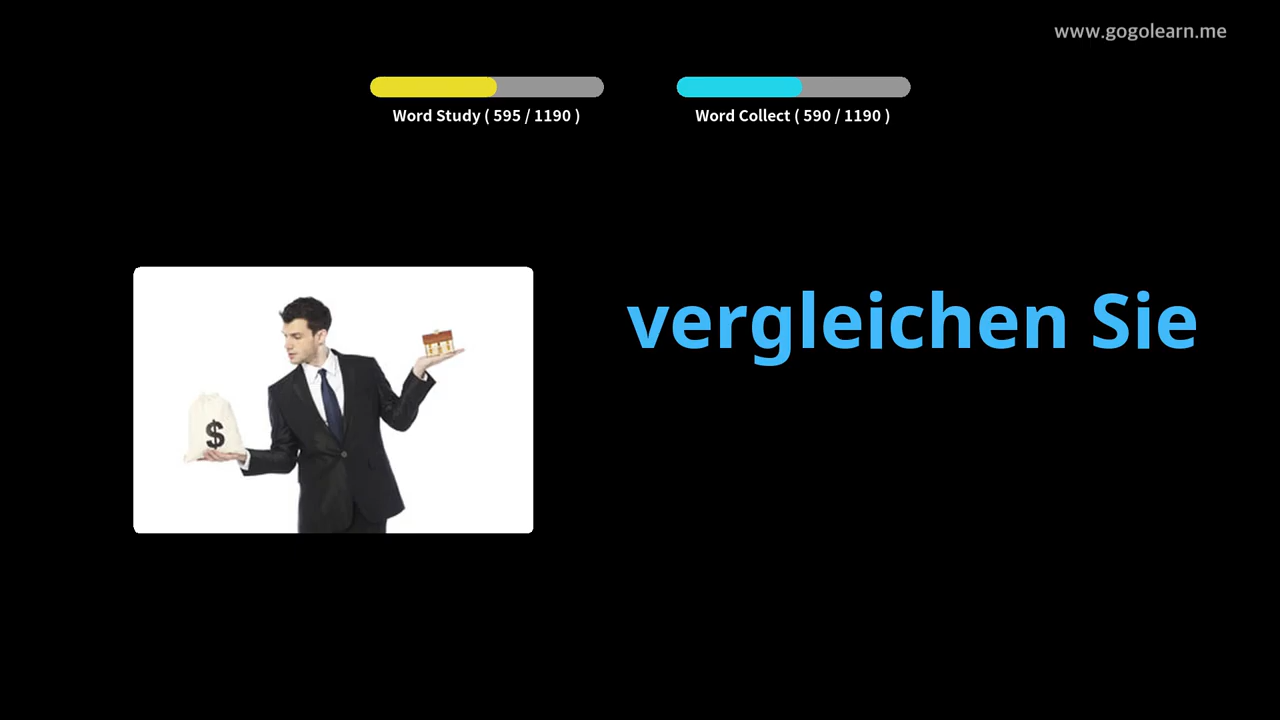 www.gogolearn.me
Word Study ( 595 / 1190 )
Word Collect ( 590 / 1190 )
vergleichen Sie
$